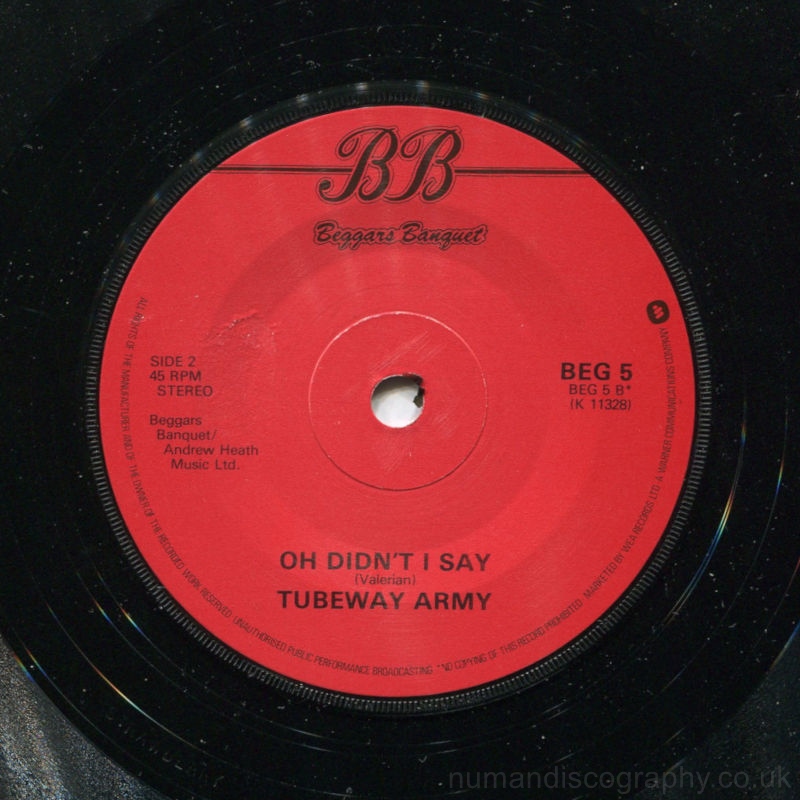 BB
Beggars Banquet
SIDE 2
45 RPM
STEREO
Beggars
Banquet/
Andrew Heath
Music Ltd.
BEG 5
BEG 5 B*
(K 11328)
OH DIDN'T I SAY
(Valerian)
TUBEWAY ARMY
ALL RIGHTS OF THE MANUFACTURER AND OF THE OWNER OF THE RECORDED WORK RESERVED. UNAUTHORISED PUBLIC PERFORMANCE BROADCASTING *NO COPYING OF THIS RECORD PROHIBITED. MARKETED BY WEA RECORDS LTD. A WARNER COMMUNICATIONS COMPANY
numandiscography.co.uk